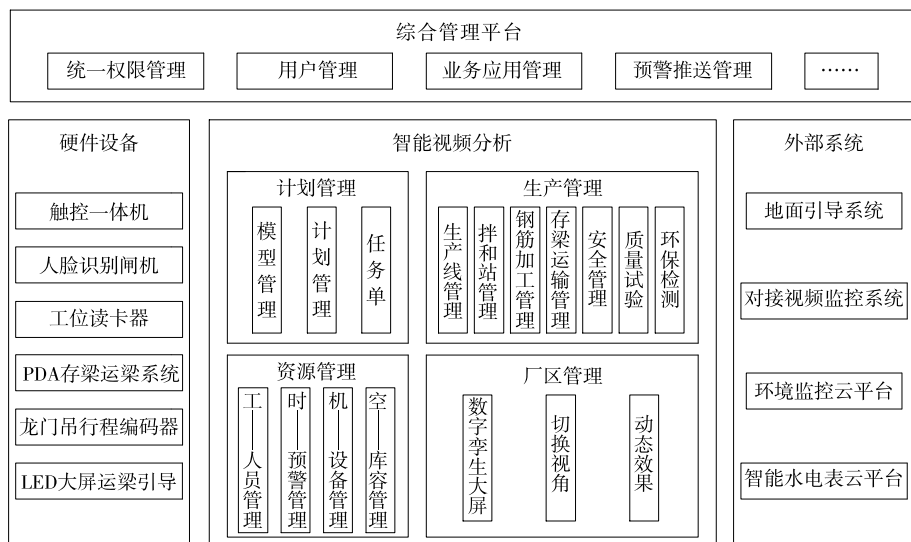 综合管理平台
统一权限管理
用户管理
业务应用管理
预警推送管理
……
硬件设备
触控一体机
人脸识别闸机
工位读卡器
PDA存梁运梁系统
龙门吊行程编码器
LED大屏运梁引导
智能视频分析
计划管理
模型管理
计划管理
任务单
生产管理
生产线管理
拌和站管理
钢筋加工管理
存梁运输管理
安全管理
质量试验
环保检测
资源管理
工——人员管理
时——预警管理
机——设备管理
空——库容管理
厂区管理
数字孪生大屏
切换视角
动态效果
外部系统
地面引导系统
对接视频监控系统
环境监控云平台
智能水电表云平台